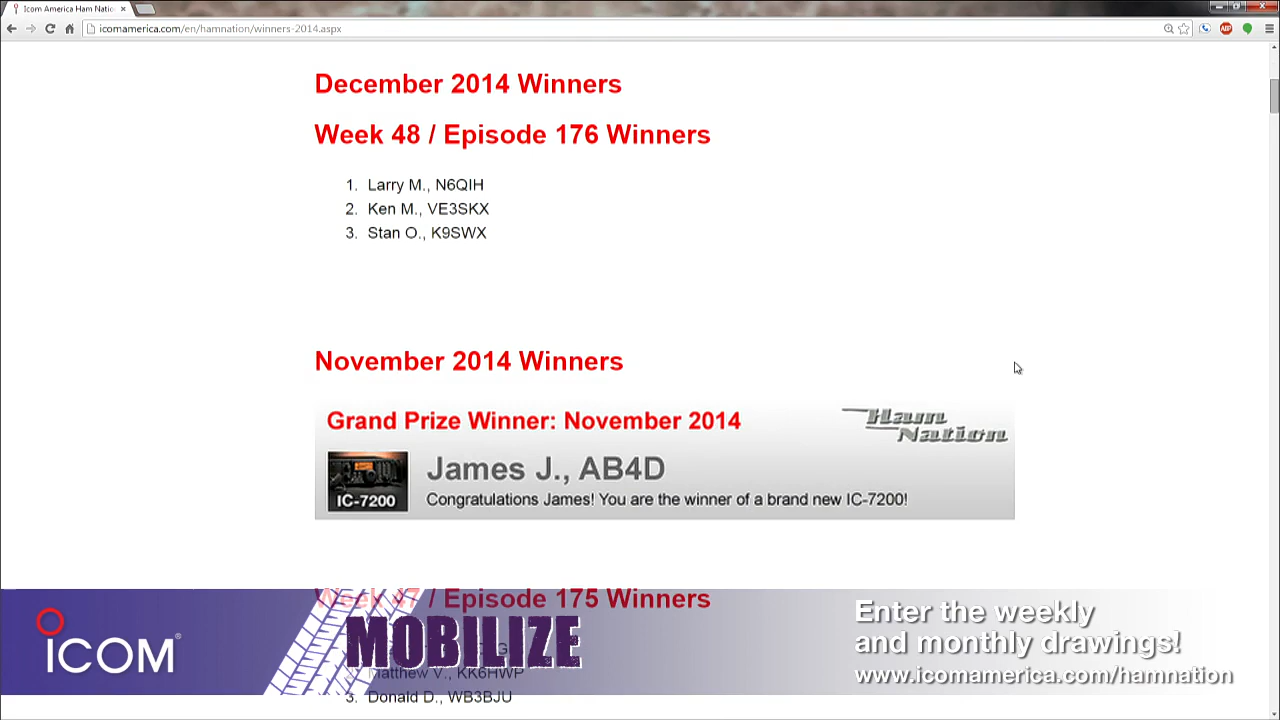 Icom America Ham Natio
icomamerica.com/en/hamnation/winners-2014.aspx
December 2014 Winners
Week 48 / Episode 176 Winners
1. Larry M., N6QIH
2. Ken M., VE3SKX
3. Stan O., K9SWX
November 2014 Winners
Grand Prize Winner: November 2014
Ham Nation
IC-7200
James J., AB4D
Congratulations James! You are the winner of a brand new IC-7200!
Week 47 / Episode 175 Winners
Matthew V., KK6HWP
3. Donald D., WB3BJU
ICOM®
MOBILIZE
Enter the weekly
and monthly drawings!
www.icomamerica.com/hamnation